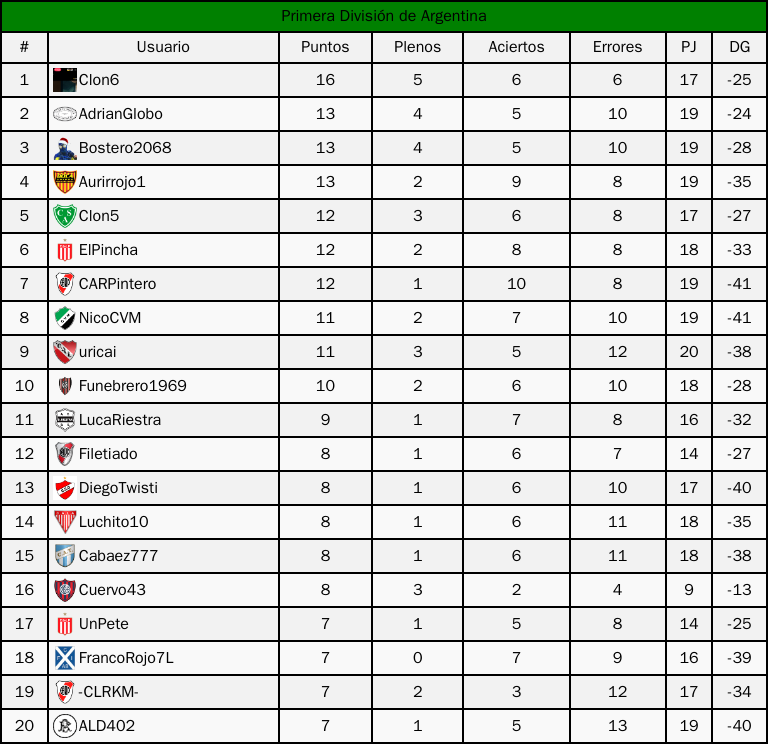 Primera División de Argentina
# Usuario Puntos Plenos Aciertos Errores PJ DG
1 Clon6 16 5 6 6 17 -25
2 AdrianGlobo 13 4 5 10 19 -24
3 Bostero2068 13 4 5 10 19 -28
4 Aurirrojo1 13 2 9 8 19 -35
5 Clon5 12 3 6 8 17 -27
6 ElPincha 12 2 8 8 18 -33
7 CARPintero 12 1 10 8 19 -41
8 NicoCVM 11 2 7 10 19 -41
9 uricai 11 3 5 12 20 -38
10 Funebrero1969 10 2 6 10 18 -28
11 LucaRiestra 9 1 7 8 16 -32
12 Filetiado 8 1 6 7 14 -27
13 DiegoTwisti 8 1 6 10 17 -40
14 Luchito10 8 1 6 11 18 -35
15 Cabaez777 8 1 6 11 18 -38
16 Cuervo43 8 3 2 4 9 -13
17 UnPete 7 1 5 8 14 -25
18 FrancoRojo7L 7 0 7 9 16 -39
19 -CLRKM- 7 2 3 12 17 -34
20 ALD402 7 1 5 13 19 -40